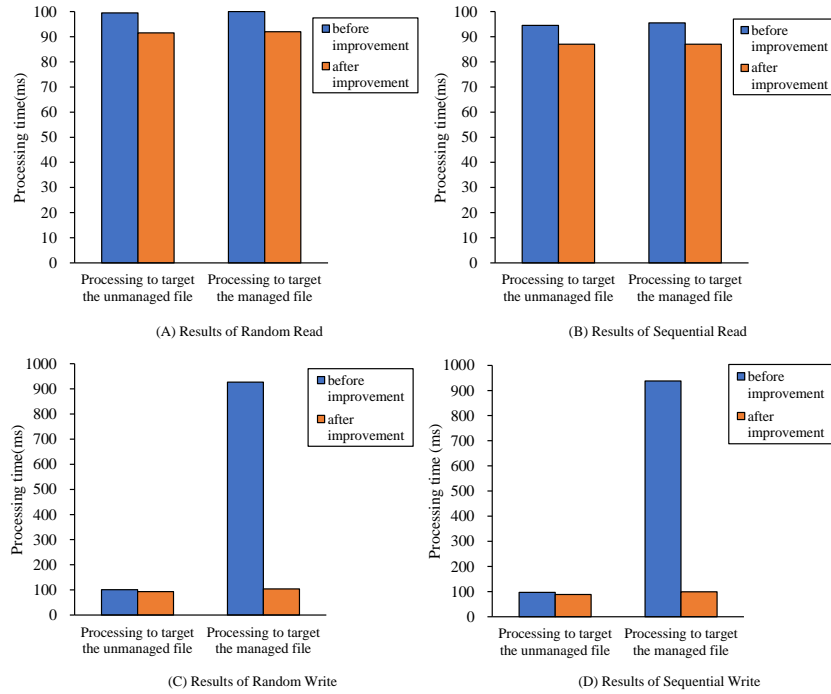 Processing time(ms)
100
90
80
70
60
50
40
30
20
10
0
before
improvement
after
improvement
Processing to target
the unmanaged file
Processing to target
the managed file
(A) Results of Random Read
Processing time(ms)
100
90
80
70
60
50
40
30
20
10
0
before
improvement
after
improvement
Processing to target
the unmanaged file
Processing to target
the managed file
(B) Results of Sequential Read
Processing time(ms)
1000
900
800
700
600
500
400
300
200
100
0
before
improvement
after
improvement
Processing to target
the unmanaged file
Processing to target
the managed file
(C) Results of Random Write
Processing time (ms)
1000
900
800
700
600
500
400
300
200
100
0
before
improvement
after
improvement
Processing to target
the unmanaged file
Processing to target
the managed file
(D) Results of Sequential Write